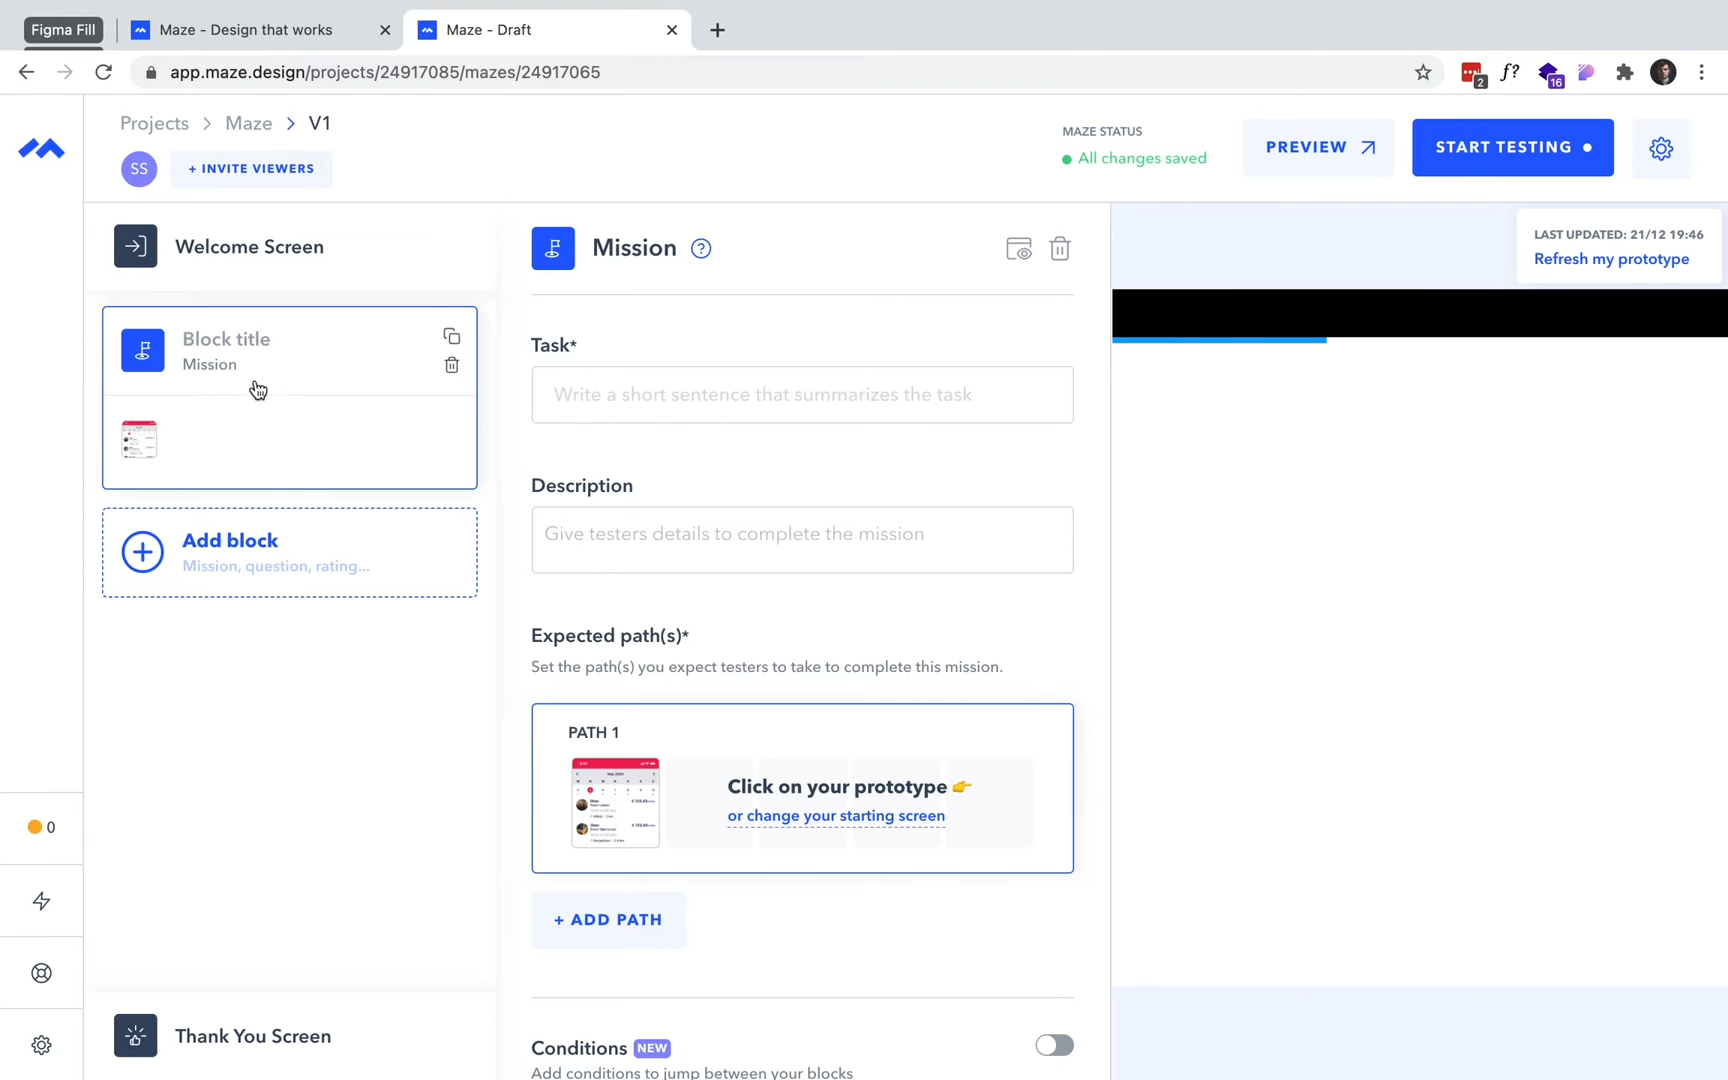 Figma Fill
Maze - Design that works
Maze - Draft
app.maze.design/projects/24917085/mazes/24917065
2
f?
16
Projects > Maze > V1
SS
+ INVITE VIEWERS
MAZE STATUS
All changes saved
PREVIEW
START TESTING
Welcome Screen
Block title
Mission
Add block
Mission, question, rating...
Thank You Screen
0
Mission
?
Task*
Write a short sentence that summarizes the task
Description
Give testers details to complete the mission
Expected path(s)*
Set the path(s) you expect testers to take to complete this mission.
PATH 1
Click on your prototype 👉
or change your starting screen
+ ADD PATH
Conditions NEW
Add conditions to jump between your blocks
LAST UPDATED: 21/12 19:46
Refresh my prototype